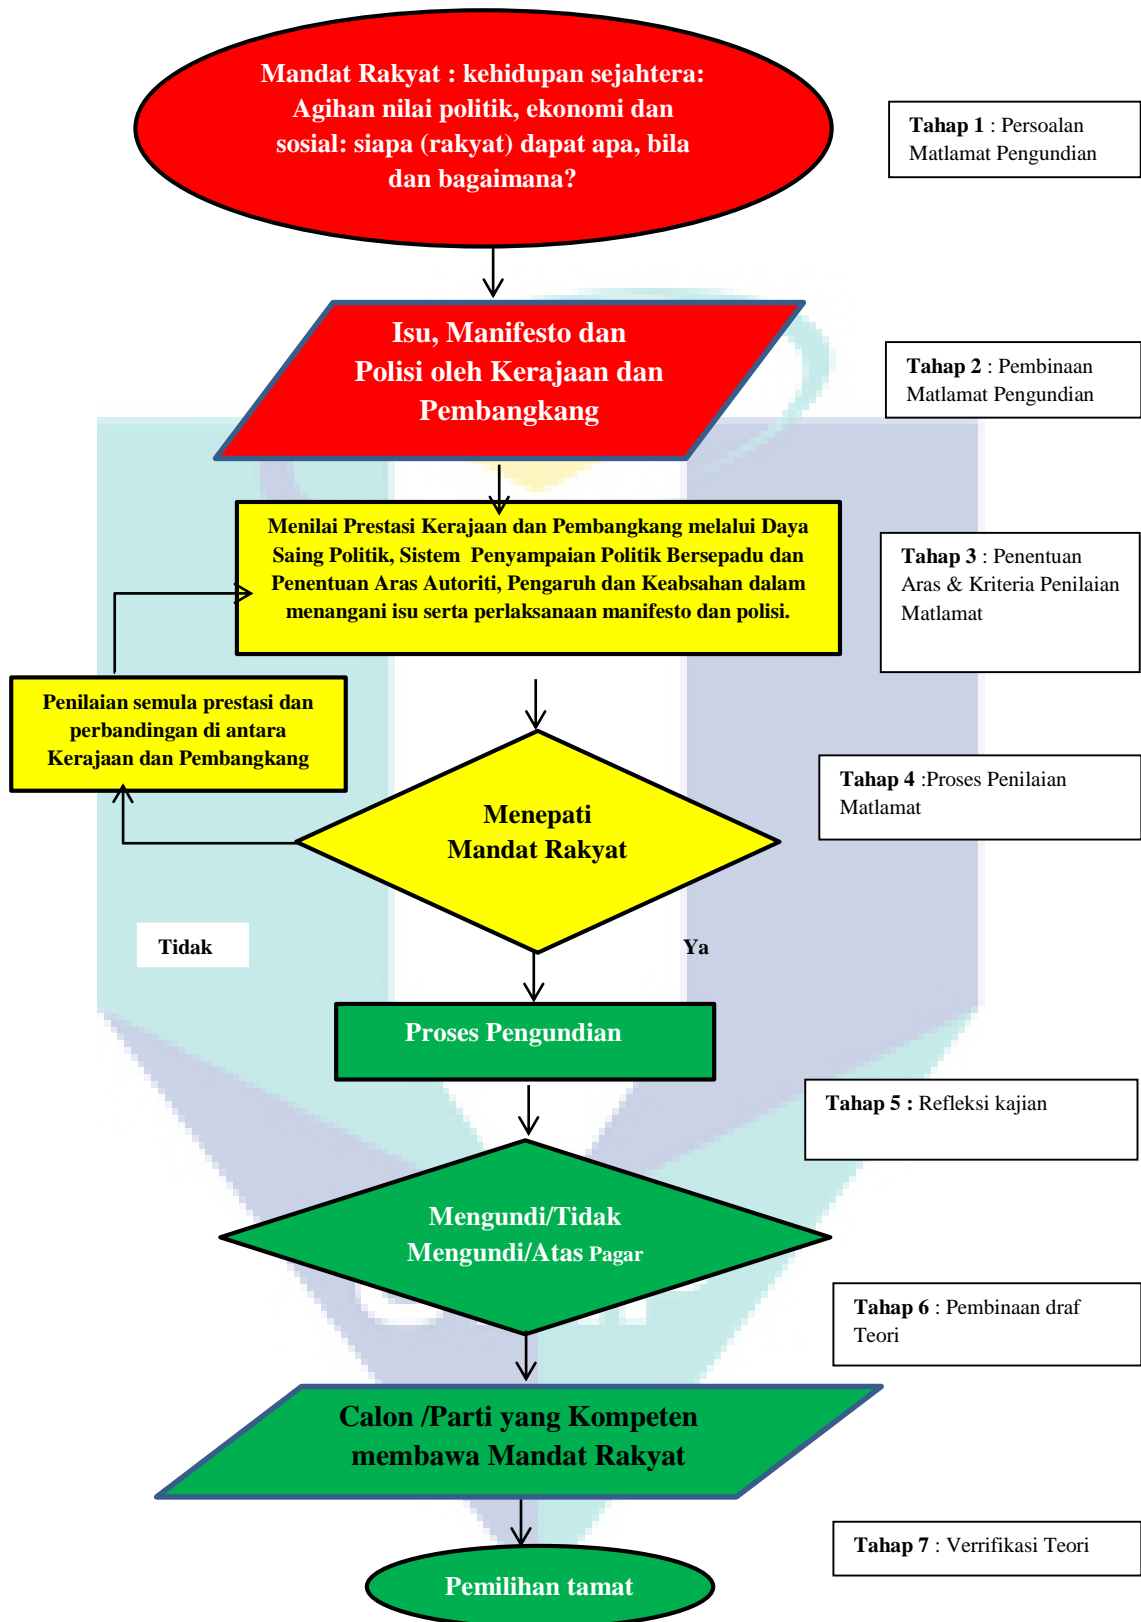 Mandat Rakyat : kehidupan sejahtera:
Agihan nilai politik, ekonomi dan
sosial: siapa (rakyat) dapat apa, bila
dan bagaimana?
Tahap 1 : Persoalan
Matlamat Pengundian
Isu, Manifesto dan
Polisi oleh Kerajaan dan
Pembangkang
Tahap 2 : Pembinaan
Matlamat Pengundian
Menilai Prestasi Kerajaan dan Pembangkang melalui Daya
Saing Politik, Sistem Penyampaian Politik Bersepadu dan
Penentuan Aras Autoriti, Pengaruh dan Keabsahan dalam
menangani isu serta perlaksanaan manifesto dan polisi.
Tahap 3 : Penentuan
Aras & Kriteria Penilaian
Matlamat
Penilaian semula prestasi dan
perbandingan di antara
Kerajaan dan Pembangkang
Menepati
Mandat Rakyat
Tahap 4 :Proses Penilaian
Matlamat
Tidak
Ya
Proses Pengundian
Tahap 5 : Refleksi kajian
Mengundi/Tidak
Mengundi/Atas Pagar
Tahap 6 : Pembinaan draf
Teori
Calon /Parti yang Kompeten
membawa Mandat Rakyat
Tahap 7 : Verrifikasi Teori
Pemilihan tamat